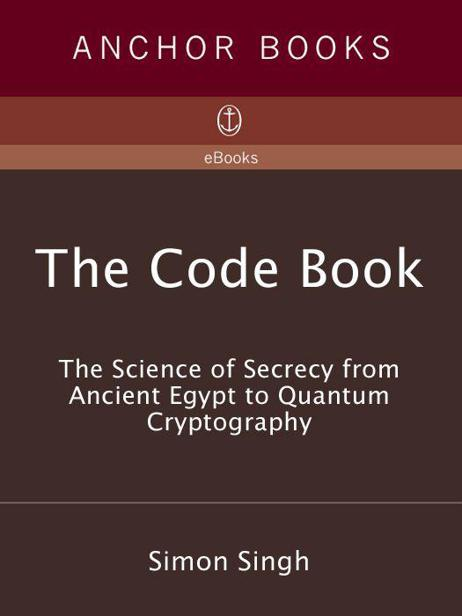 ANCHOR BOOKS
eBooks
The Code Book
The Science of Secrecy from
Ancient Egypt to Quantum
Cryptography
Simon Singh